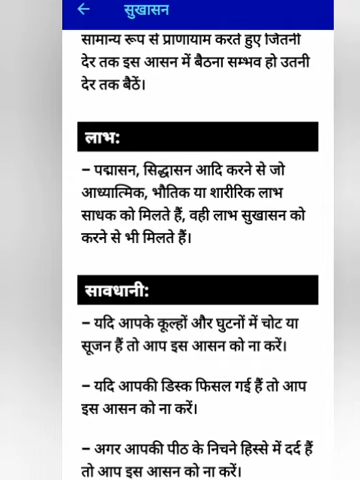 सुखासन
सामान्य रूप से प्राणायाम करते हुए जितनी
देर तक इस आसन में बैठना सम्भव हो उतनी
देर तक बैठें।
लाभ:
– पद्मासन, सिद्धासन आदि करने से जो
आध्यात्मिक, भौतिक या शारीरिक लाभ
साधक को मिलते हैं, वही लाभ सुखासन को
करने से भी मिलते हैं।
सावधानी:
– यदि आपके कूल्हों और घुटनों में चोट या
सूजन हैं तो आप इस आसन को ना करें।
– यदि आपकी डिस्क फिसल गई हैं तो आप
इस आसन को ना करें।
– अगर आपकी पीठ के निचने हिस्से में दर्द हैं
तो आप इस आसन को ना करें।